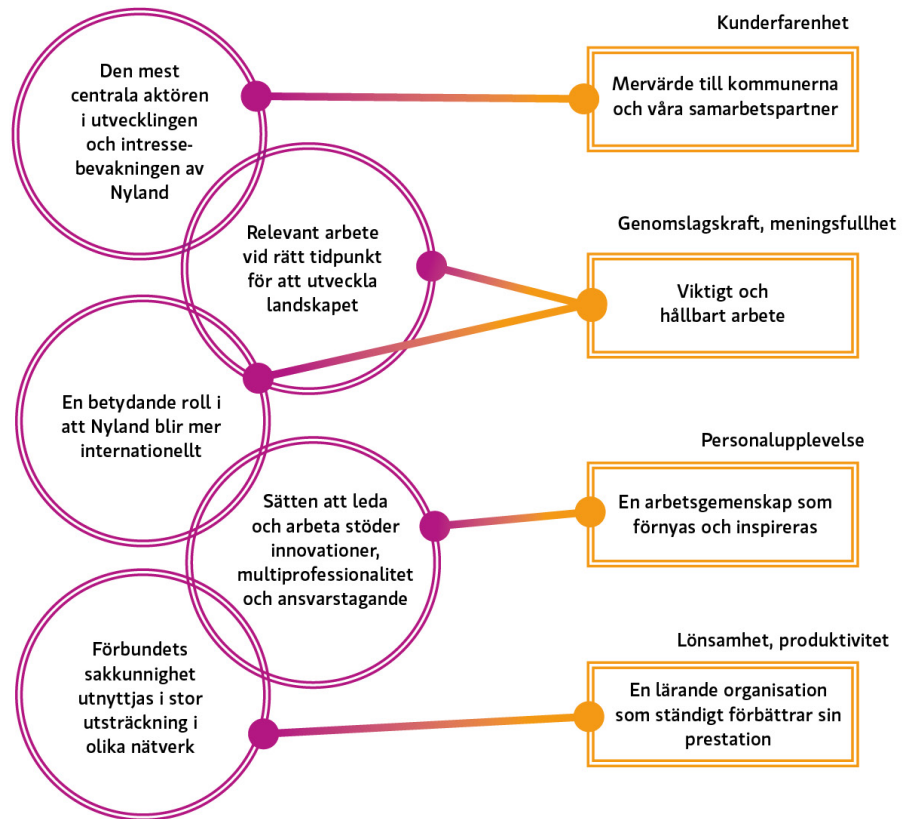 Kunderfarenhet
Den mest
centrala aktören
i utvecklingen
och intresse-
bevakningen av
Nyland
Mervärde till kommunerna
och våra samarbetspartner
Genomslagskraft, meningsfullhet
Relevant arbete
vid rätt tidpunkt
för att utveckla
landskapet
Viktigt och
hållbart arbete
En betydande roll i
att Nyland blir mer
internationellt
Personalupplevelse
Sätten att leda
och arbeta stöder
innovationer,
multiprofessionalitet
och ansvarstagande
En arbetsgemenskap som
förnyas och inspireras
Lönsamhet, produktivitet
Förbundets
sakkunnighet
utnyttjas i stor
utsträckning i
olika nätverk
En lärande organisation
som ständigt förbättrar sin
prestation